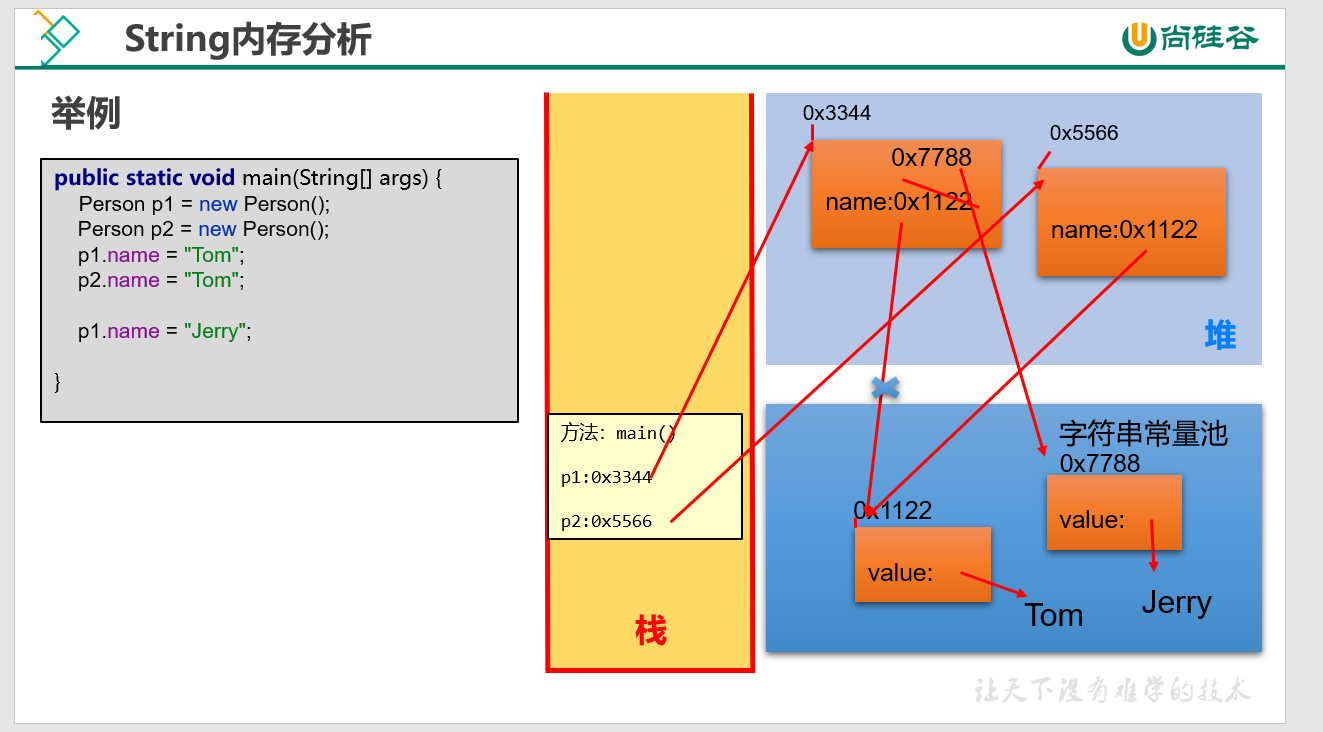 String内存分析
尚硅谷
举例
public static void main(String[] args) {
Person p1 = new Person();
Person p2 = new Person();
p1.name = "Tom";
p2.name = "Tom";
p1.name = "Jerry";
}
方法：main()
p1:0x3344
p2:0x5566
栈
0x3344
0x7788
name:0x1122
0x5566
name:0x1122
堆
字符串常量池
0x7788
value:
Jerry
0x1122
value:
Tom
让天下没有难学的技术